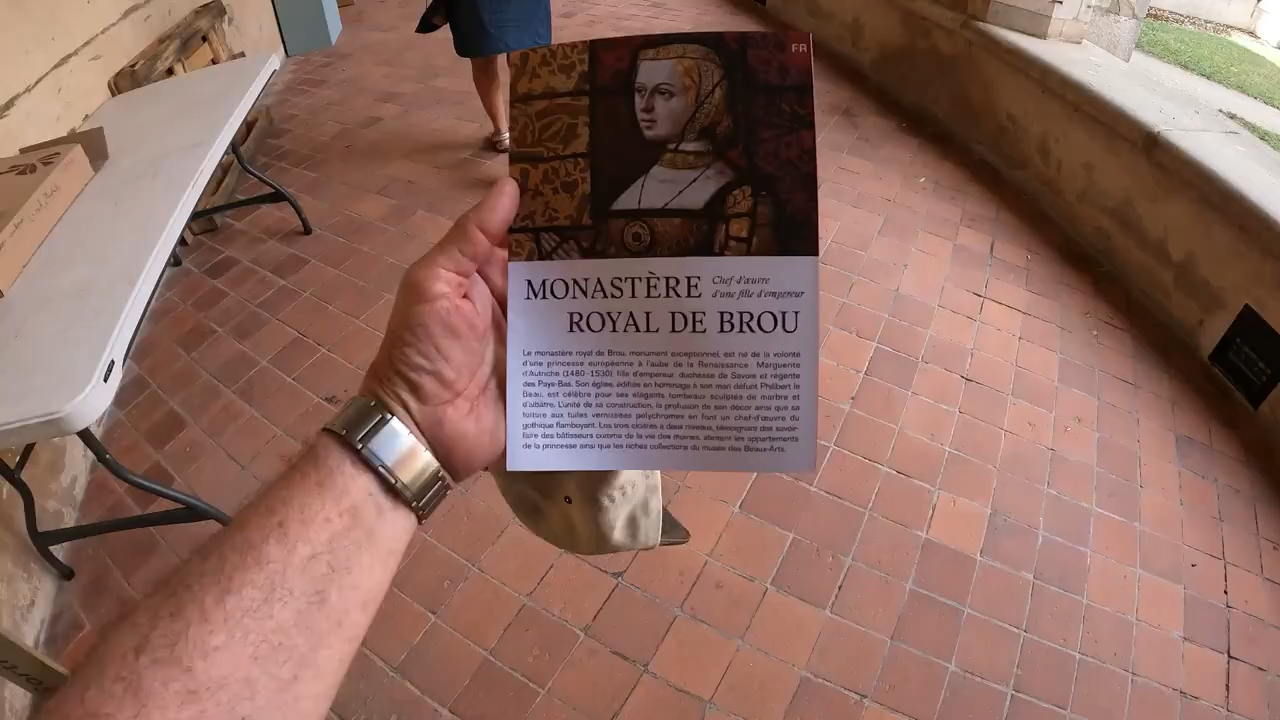 FR
MONASTÈRE
Chef-d'œuvre
d'une fille d'empereur
ROYAL DE BROU
Le monastère royal de Brou, monument exceptionnel, est né de la volonté
d'une princesse européenne à l'aube de la Renaissance : Marguerite
d'Autriche (1480-1530), fille d'empereur, duchesse de Savoie et régente
des Pays-Bas. Son église, édifiée en hommage à son mari défunt Philibert le
Beau, est célèbre pour ses élégants tombeaux sculptés de marbre et
d'albâtre. L'unité de sa construction, la profusion de son décor ainsi que sa
toiture aux tuiles vernissées polychromes en font un chef-d'œuvre du
gothique flamboyant. Les trois cloîtres à deux niveaux, témoignant des savoir-
faire des bâtisseurs comme de la vie des moines, abritent les appartements
de la princesse ainsi que les riches collections du musée des Beaux-Arts.